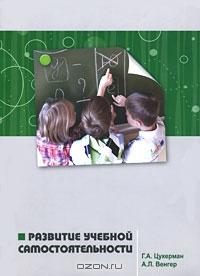 РАЗВИТИЕ УЧЕБНОЙ
САМОСТОЯТЕЛЬНОСТИ
Г.А. Цукерман
А.Л. Венгер
OZON.ru